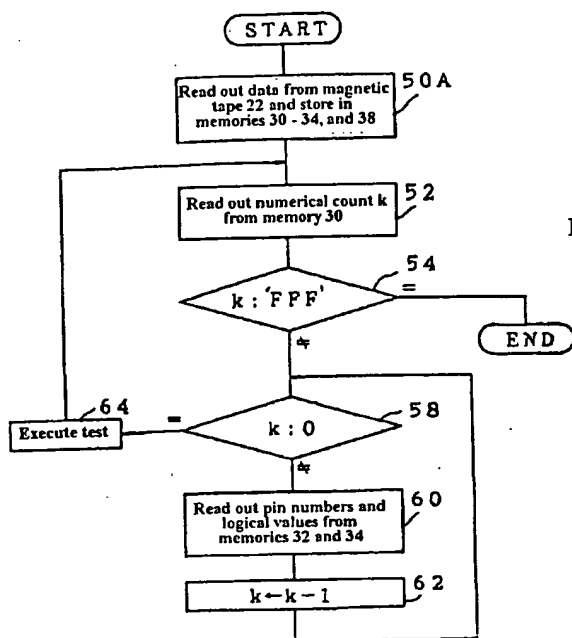 START
Read out data from magnetic
tape 22 and store in
memories 30 - 34, and 38
50A
Read out numerical count k
from memory 30
52
k : 'FFF'
54
=
≒
END
k : 0
58
=
≒
Execute test
64
Read out pin numbers and
logical values from
memories 32 and 34
60
k←k-1
62